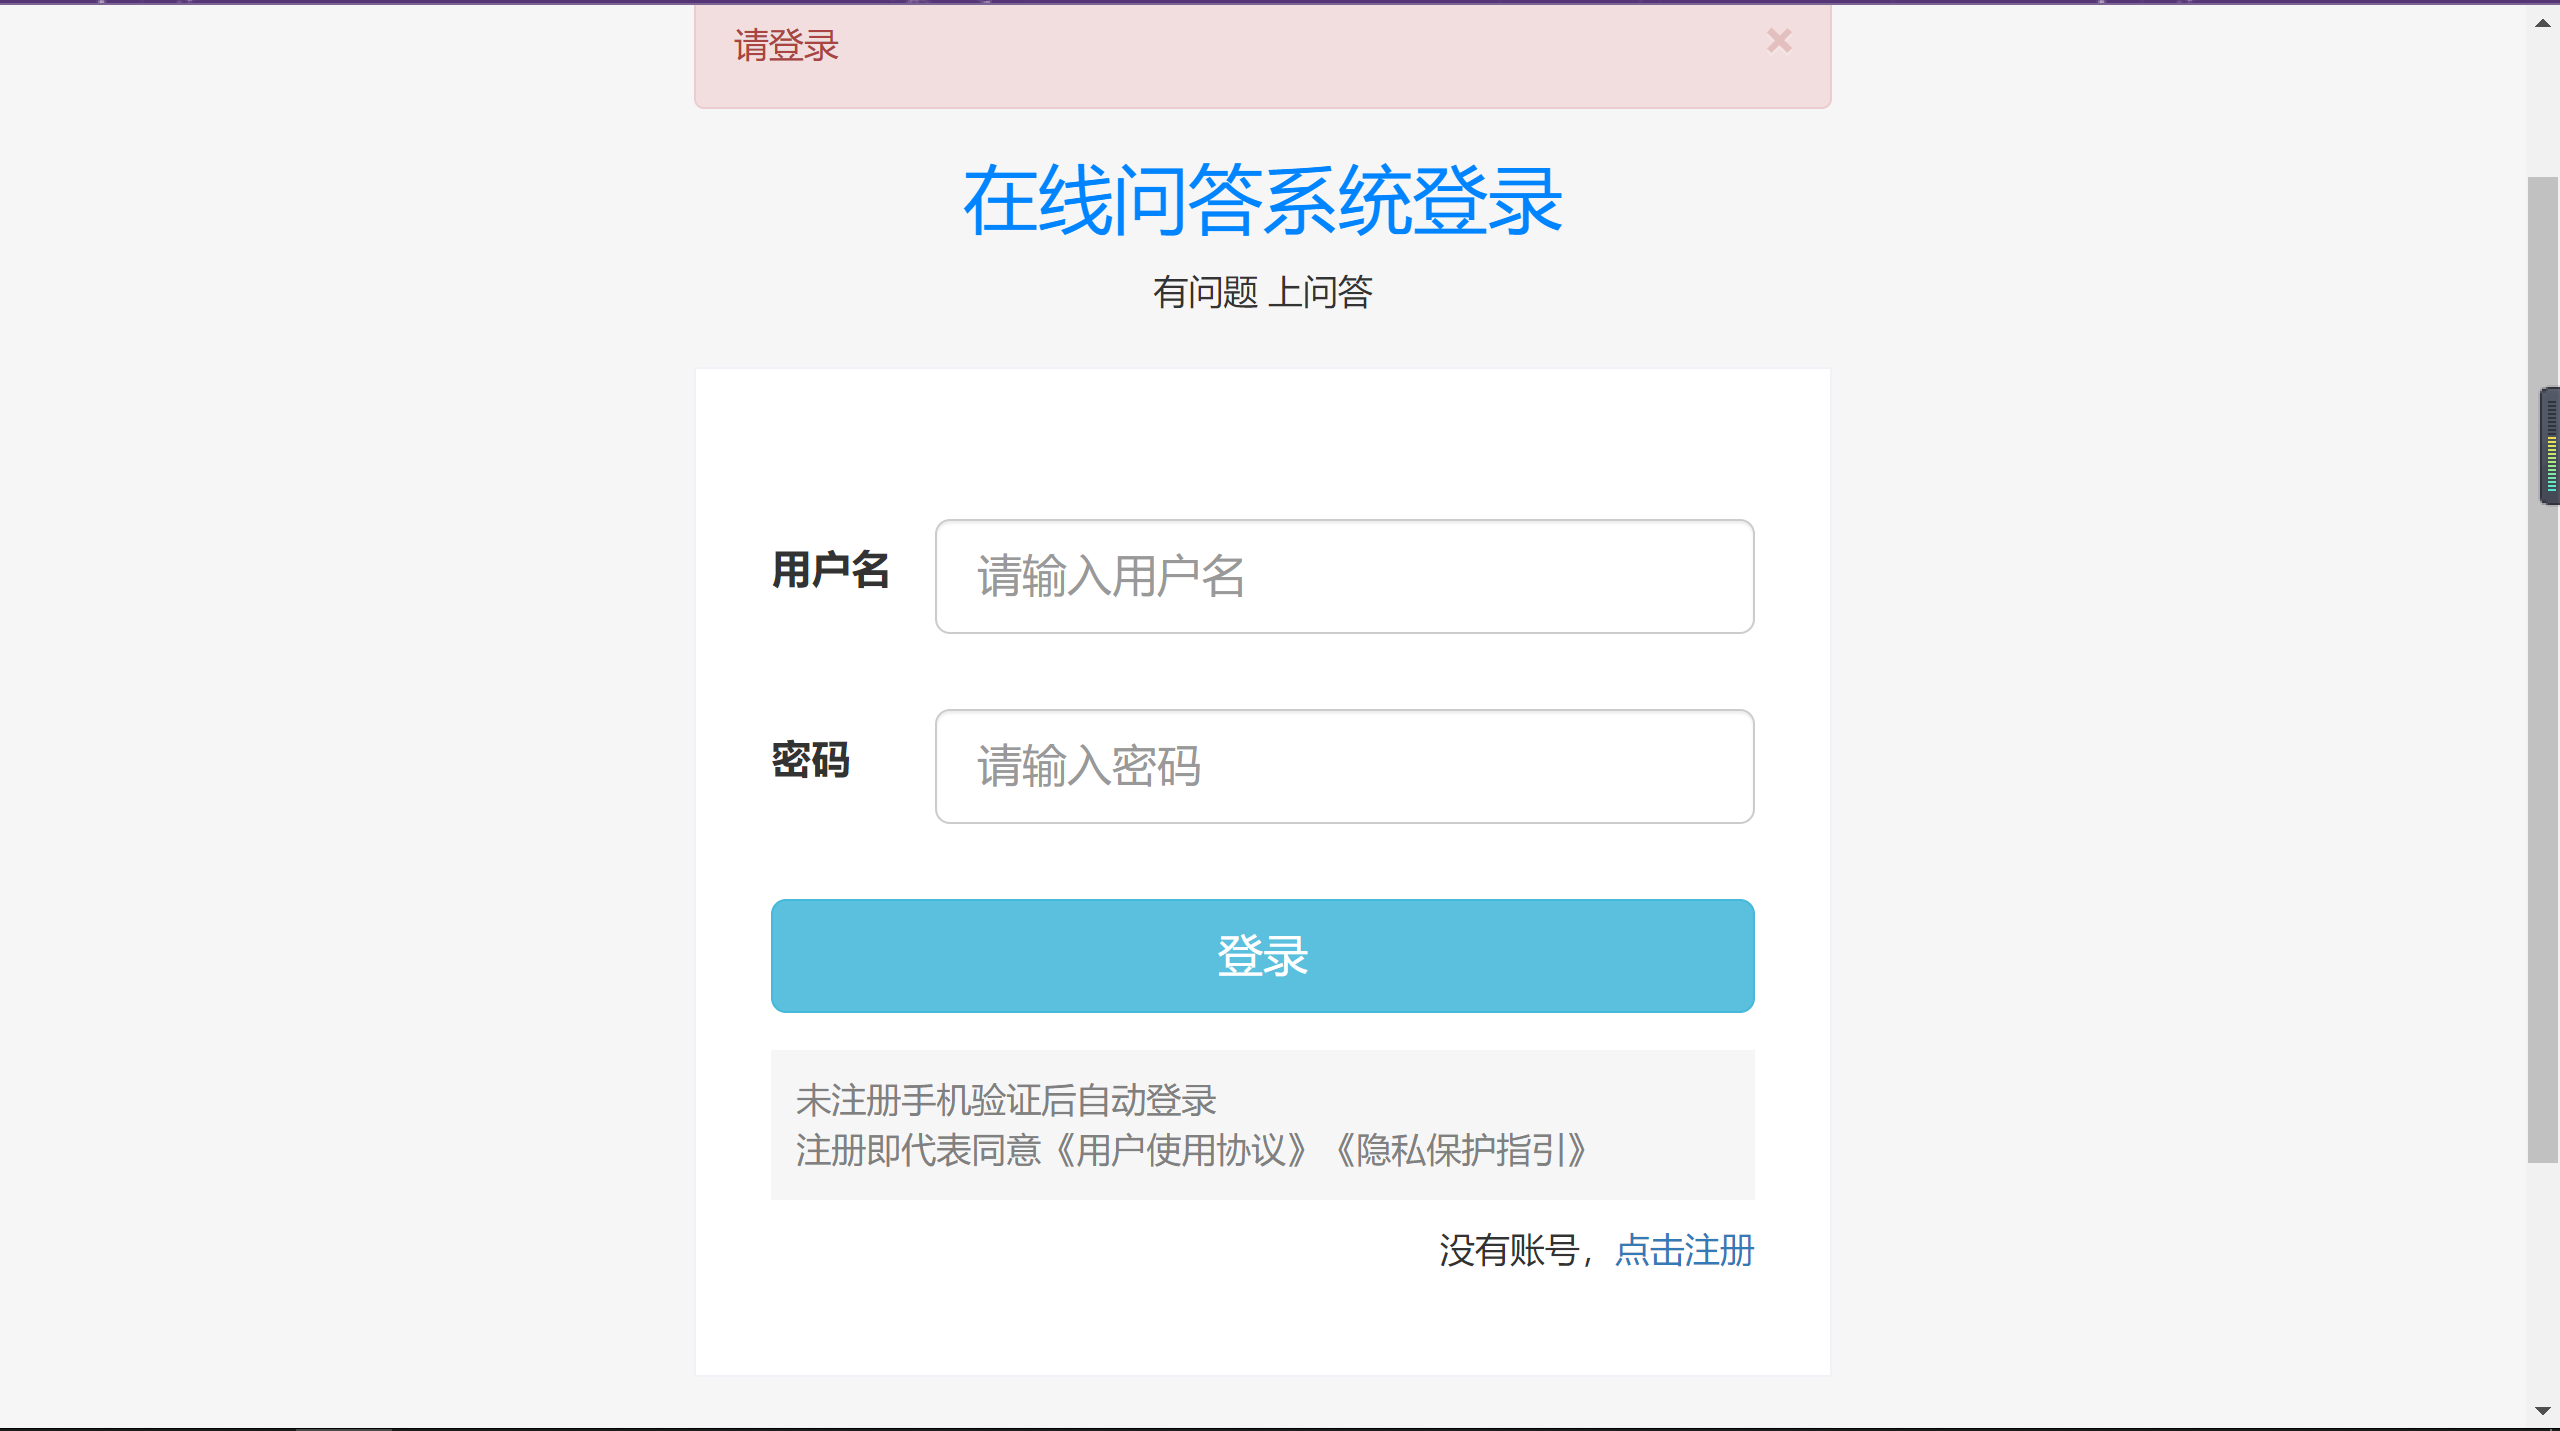 请登录
×
在线问答系统登录
有问题 上问答
用户名
请输入用户名
密码
请输入密码
登录
未注册手机验证后自动登录
注册即代表同意《用户使用协议》《隐私保护指引》
没有账号，点击注册